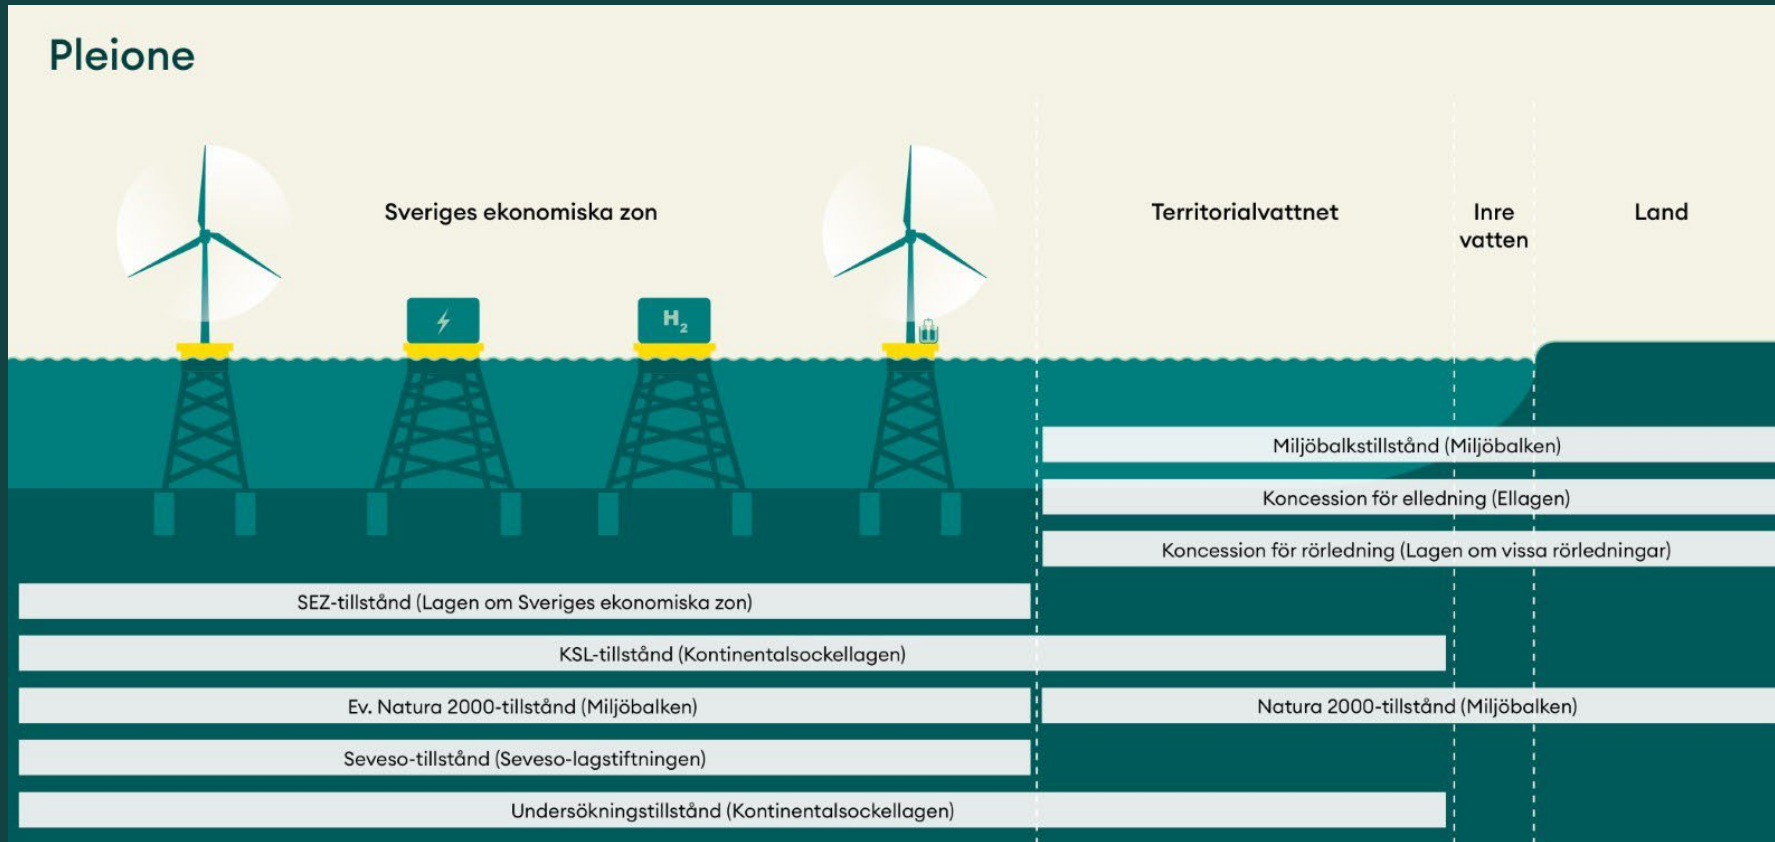 Pleione
Sveriges ekonomiska zon
Territorialvattnet
Inre
vatten
Land
H₂
Miljöbalkstillstånd (Miljöbalken)
Koncession för elledning (Ellagen)
Koncession för rörledning (Lagen om vissa rörledningar)
SEZ-tillstånd (Lagen om Sveriges ekonomiska zon)
KSL-tillstånd (Kontinentalsockellagen)
Ev. Natura 2000-tillstånd (Miljöbalken)
Natura 2000-tillstånd (Miljöbalken)
Seveso-tillstånd (Seveso-lagstiftningen)
Undersökningstillstånd (Kontinentalsockellagen)